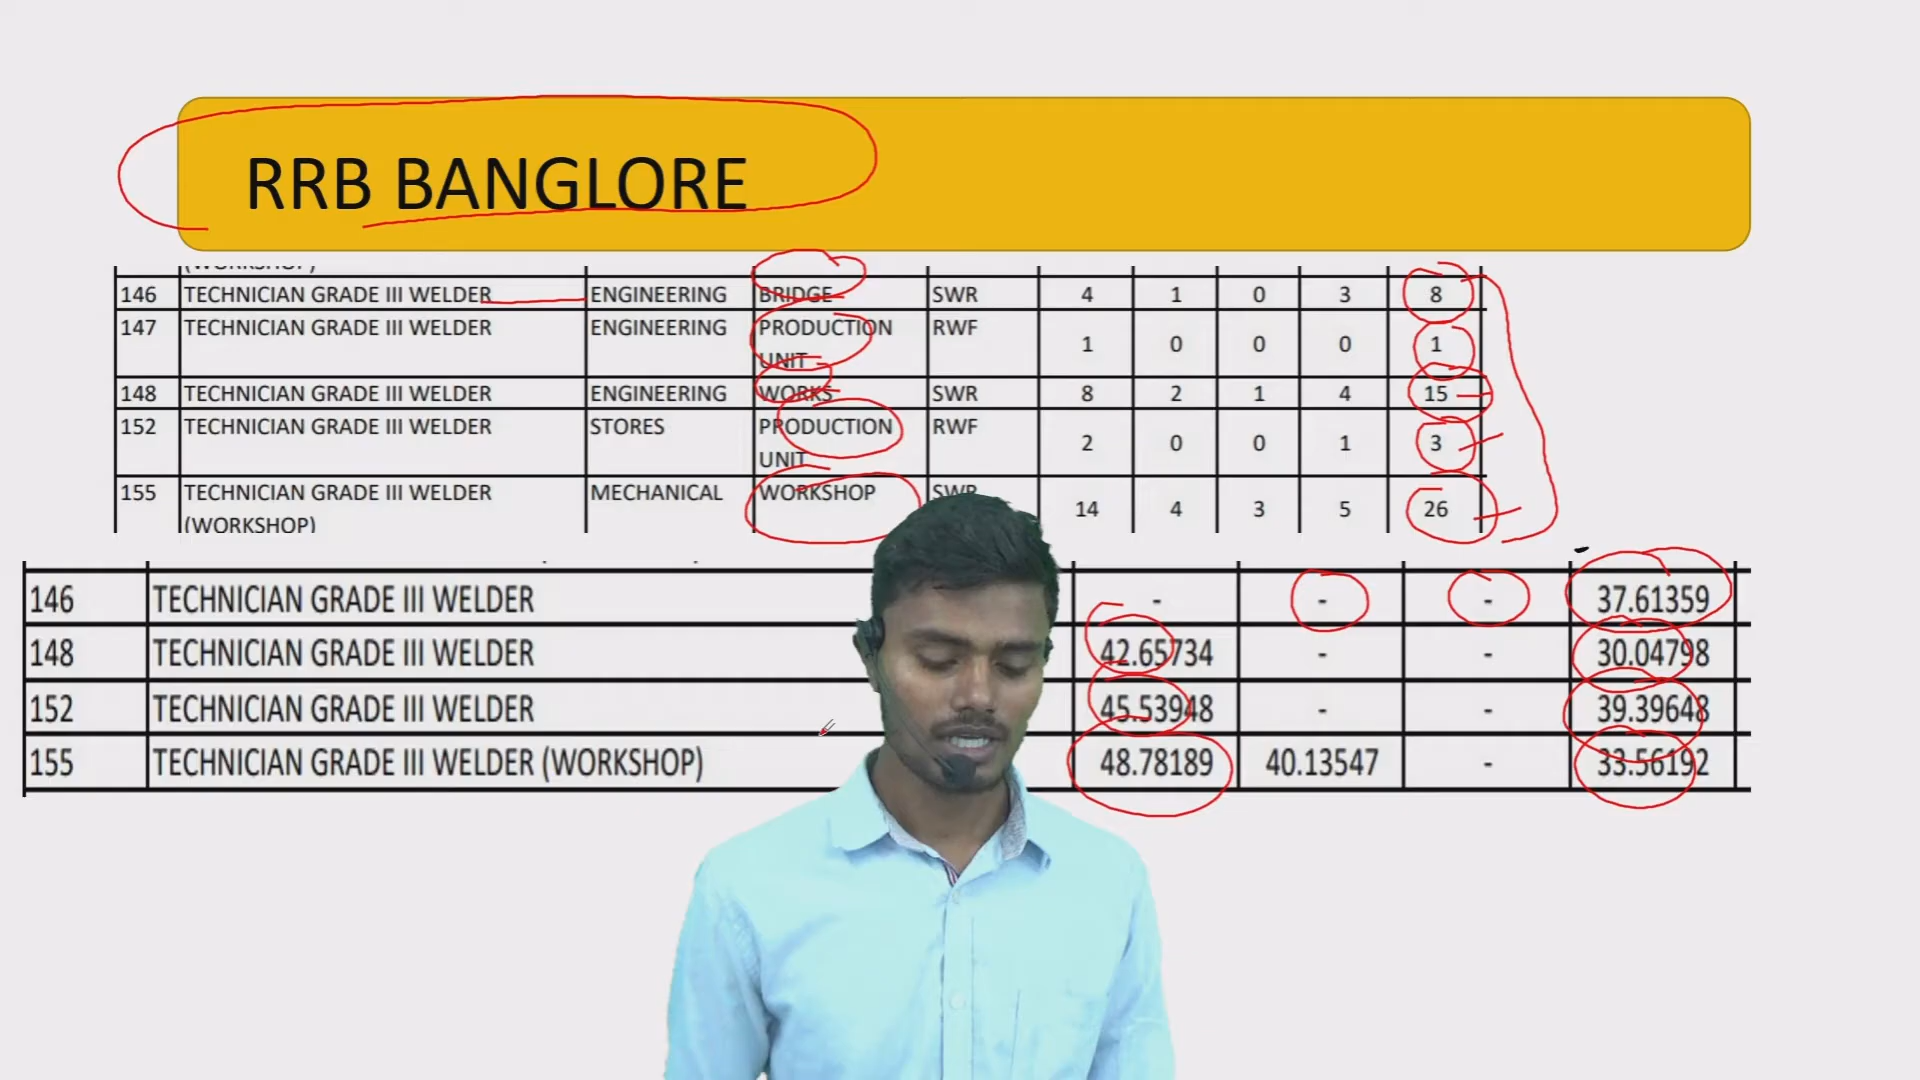 RRB BANGLORE
146 TECHNICIAN GRADE III WELDER ENGINEERING BRIDGE SWR 4 1 0 3 8
147 TECHNICIAN GRADE III WELDER ENGINEERING PRODUCTION UNIT RWF 1 0 0 0 1
148 TECHNICIAN GRADE III WELDER ENGINEERING WORKS SWR 8 2 1 4 15
152 TECHNICIAN GRADE III WELDER STORES PRODUCTION UNIT RWF 2 0 0 1 3
155 TECHNICIAN GRADE III WELDER (WORKSHOP) MECHANICAL WORKSHOP SWR 14 4 3 5 26
146 TECHNICIAN GRADE III WELDER - - - 37.61359
148 TECHNICIAN GRADE III WELDER 42.65734 - - 30.04798
152 TECHNICIAN GRADE III WELDER 45.53948 - - 39.39648
155 TECHNICIAN GRADE III WELDER (WORKSHOP) 48.78189 40.13547 - 33.56192